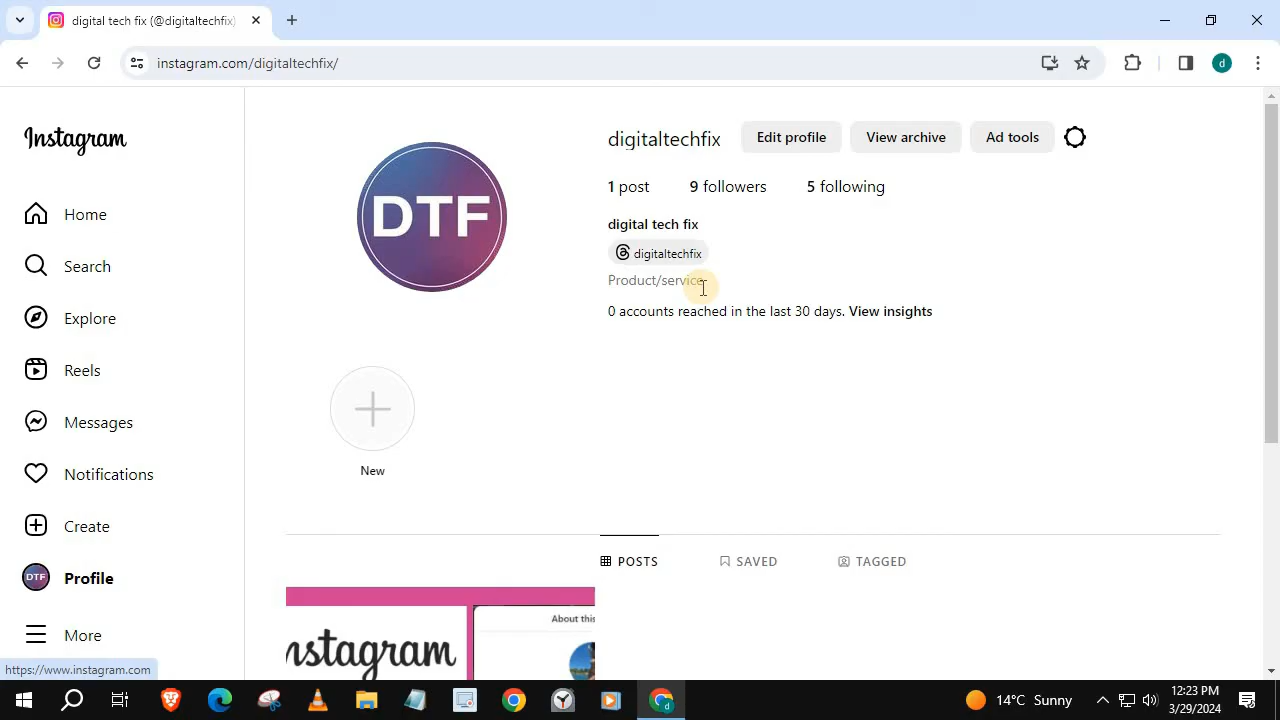 digital tech fix (@digitaltechfix)
instagram.com/digitaltechfix/
d
Instagram
Home
Search
Explore
Reels
Messages
Notifications
Create
DTF Profile
More
https://www.instagram.com
DTF
digitaltechfix Edit profile View archive Ad tools
1 post 9 followers 5 following
digital tech fix
digitaltechfix
Product/service
0 accounts reached in the last 30 days. View insights
New
POSTS SAVED TAGGED
nstagram
About this
d
14°C Sunny
12:23 PM
3/29/2024